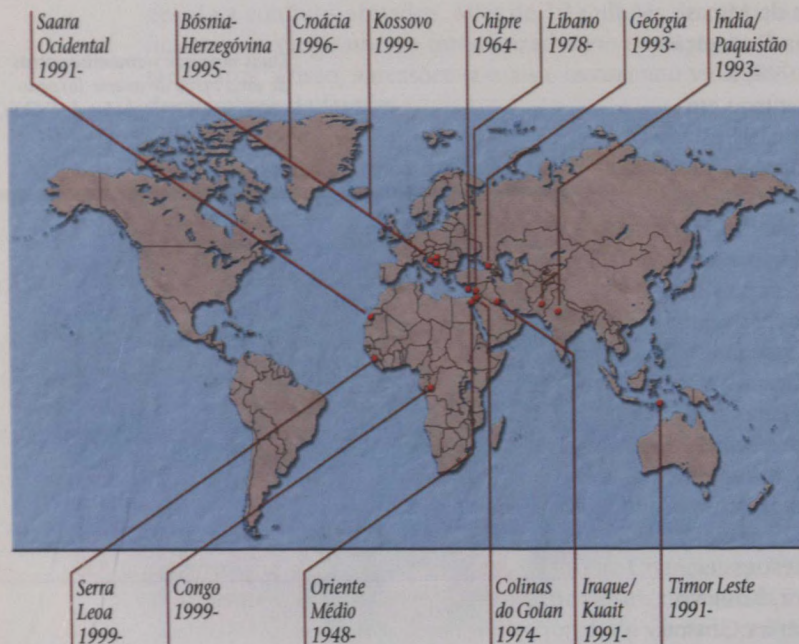 Saara
Ocidental
1991-
Bósnia-
Herzegóvina
1995-
Croácia
1996-
Kossovo
1999-
Chipre
1964-
Líbano
1978-
Geórgia
1993-
Índia/
Paquistão
1993-
Serra
Leoa
1999-
Congo
1999-
Oriente
Médio
1948-
Colinas
do Golan
1974-
Iraque/
Kuait
1991-
Timor Leste
1991-